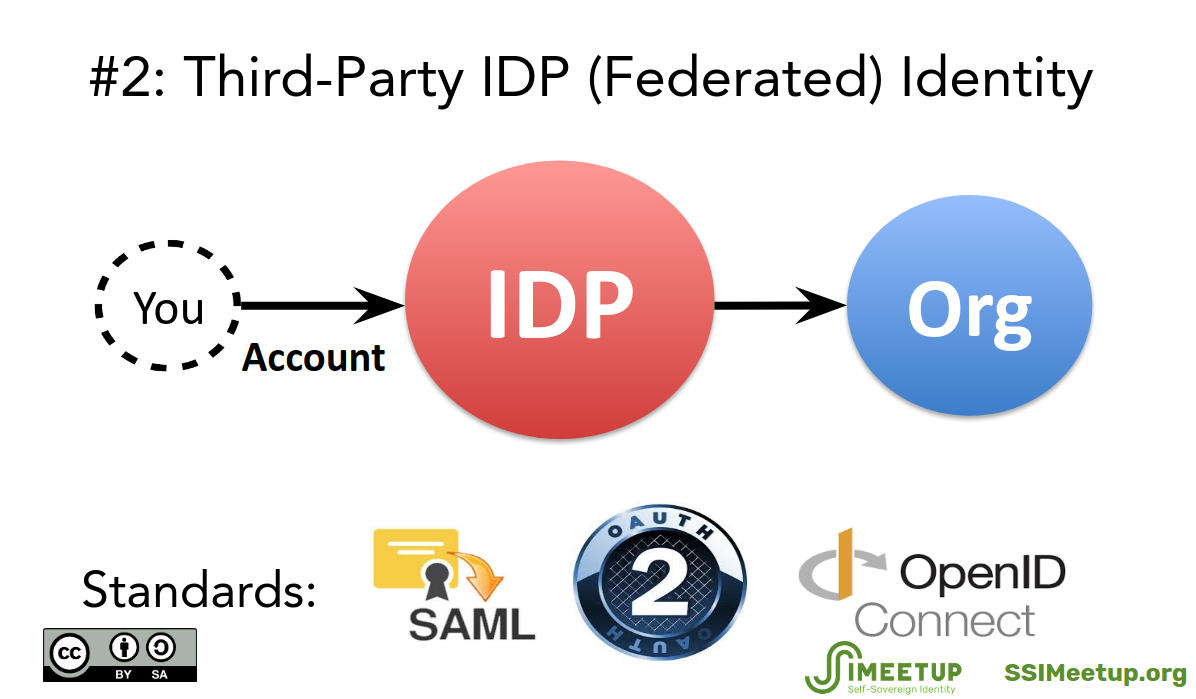 #2: Third-Party IDP (Federated) Identity
You
Account
IDP
Org
Standards:
SAML
OAUTH
2
OAUTH
OpenID
Connect
cc
BY SA
SSIMEETUP
Self-Sovereign Identity
SSIMeetup.org